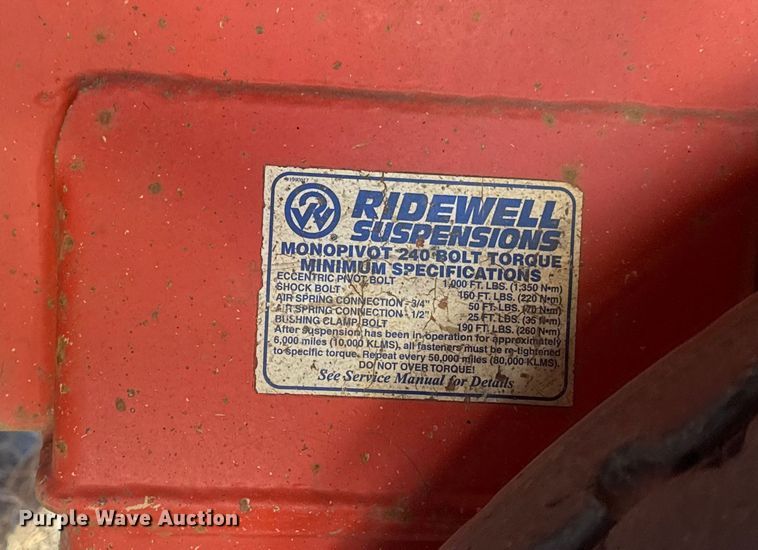 RIDEWELL
SUSPENSIONS
MONOPIVOT 240 BOLT TORQUE
MINIMUM SPECIFICATIONS
ECCENTRIC PIVOT BOLT 1,000 FT. LBS. (1,350 N•m)
SHOCK BOLT 160 FT. LBS. (220 N•m)
AIR SPRING CONNECTION - 3/4" 50 FT. LBS. (70 N•m)
AIR SPRING CONNECTION - 1/2" 25 FT. LBS. (35 N•m)
BUSHING CLAMP BOLT 190 FT. LBS. (260 N•m)
After suspension has been in operation for approximately
6,000 miles (10,000 KLMS), all fasteners must be re-tightened
to specific torque. Repeat every 50,000 miles (80,000 KLMS).
DO NOT OVER TORQUE!
See Service Manual for Details
Purple Wave Auction